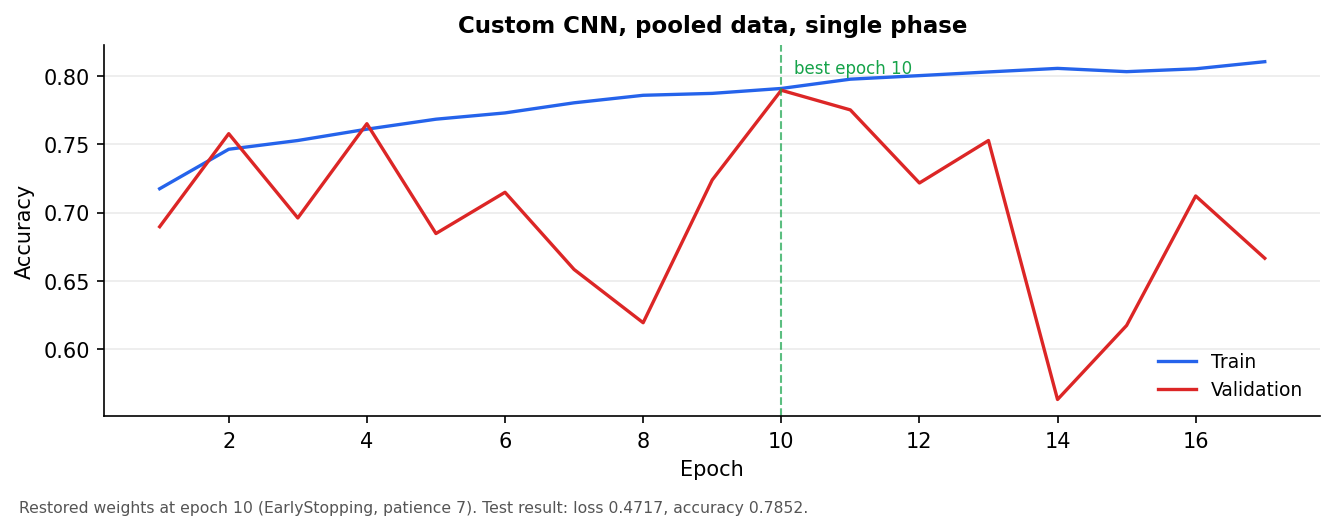 Custom CNN, pooled data, single phase
best epoch 10
0.80
0.75
0.70
0.65
0.60
Accuracy
Train
Validation
2 4 6 8 10 12 14 16
Epoch
Restored weights at epoch 10 (EarlyStopping, patience 7). Test result: loss 0.4717, accuracy 0.7852.